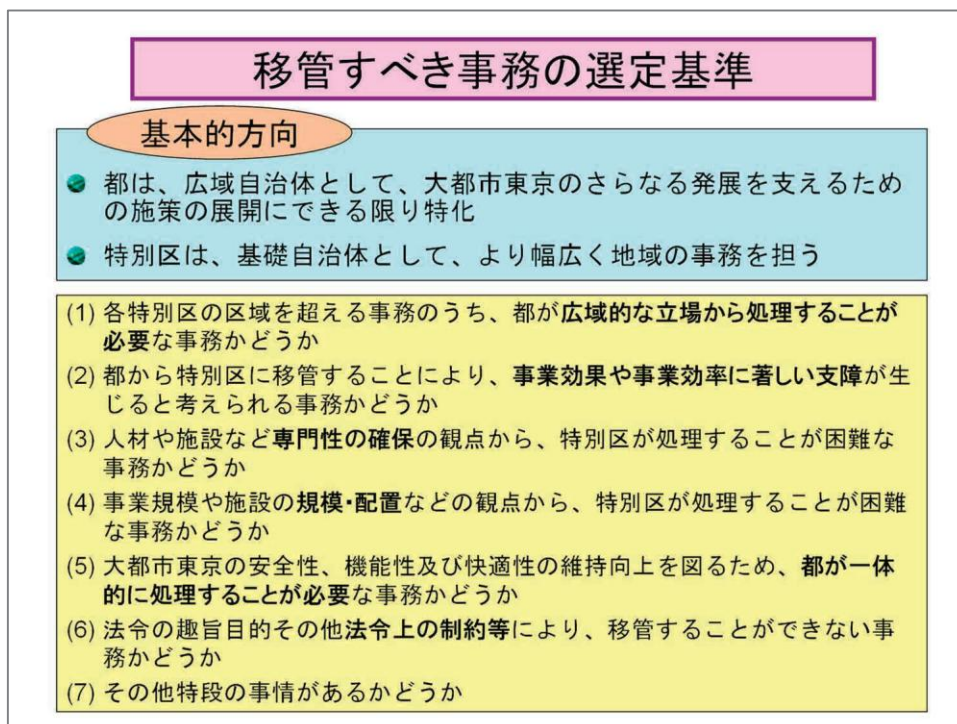 移管すべき事務の選定基準
基本的方向
都は、広域自治体として、大都市東京のさらなる発展を支えるため
の施策の展開にできる限り特化
特別区は、基礎自治体として、より幅広く地域の事務を担う
(1) 各特別区の区域を超える事務のうち、都が広域的な立場から処理することが
必要な事務かどうか
(2) 都から特別区に移管することにより、事業効果や事業効率に著しい支障が生
じると考えられる事務かどうか
(3) 人材や施設など専門性の確保の観点から、特別区が処理することが困難な
事務かどうか
(4) 事業規模や施設の規模・配置などの観点から、特別区が処理することが困難
な事務かどうか
(5) 大都市東京の安全性、機能性及び快適性の維持向上を図るため、都が一体
的に処理することが必要な事務かどうか
(6) 法令の趣旨目的その他法令上の制約等により、移管することができない事
務かどうか
(7) その他特段の事情があるかどうか